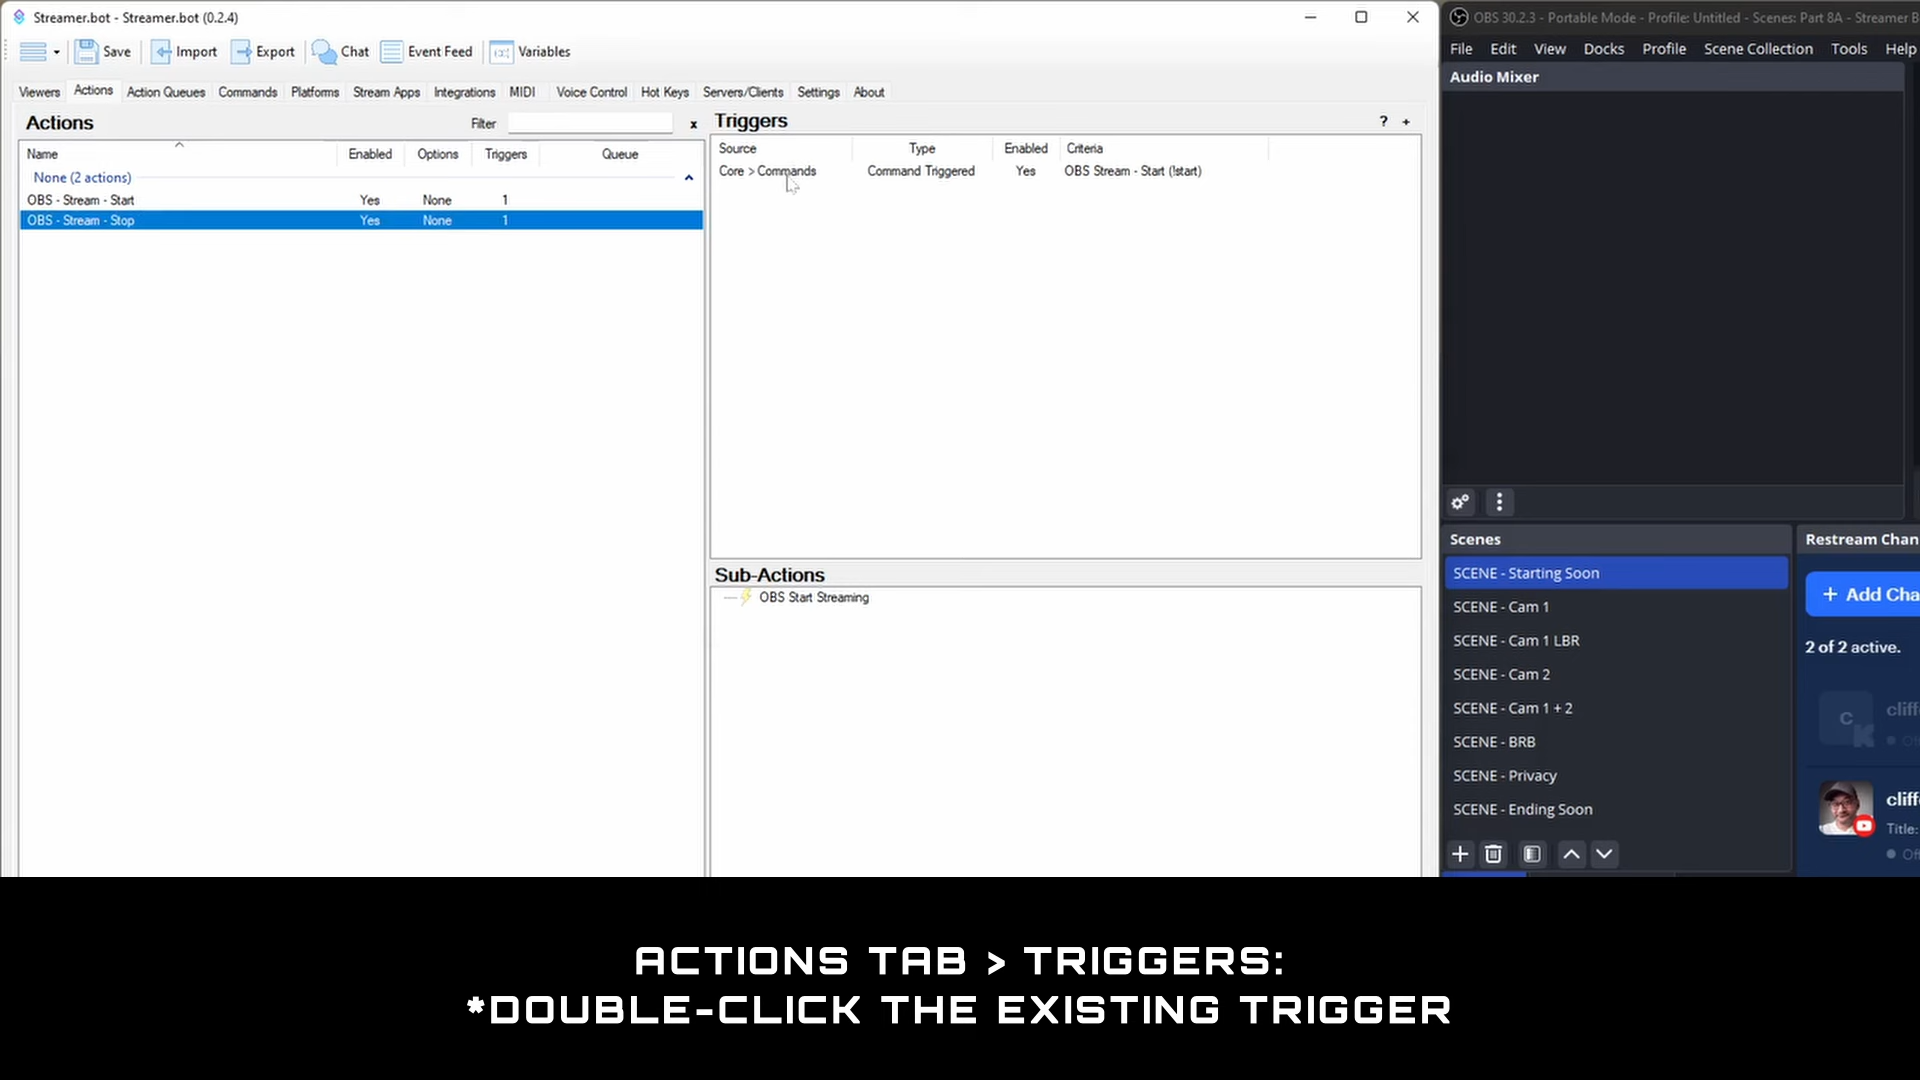 Streamer.bot - Streamer.bot (0.2.4)
Save
Import
Export
Chat
Event Feed
Variables
Viewers
Actions
Action Queues
Commands
Platforms
Stream Apps
Integrations
MIDI
Voice Control
Hot Keys
Servers/Clients
Settings
About
Actions
Filter
x
Name
Enabled
Options
Triggers
Queue
None (2 actions)
OBS - Stream - Start Yes None 1
OBS - Stream - Stop Yes None 1
Triggers
? +
Source
Type
Enabled
Criteria
Core > Commands Command Triggered Yes OBS Stream - Start (!start)
Sub-Actions
OBS Start Streaming
OBS 30.2.3 - Portable Mode - Profile: Untitled - Scenes: Part 8A - Streamer B
File
Edit
View
Docks
Profile
Scene Collection
Tools
Help
Audio Mixer
Scenes
SCENE - Starting Soon
SCENE - Cam 1
SCENE - Cam 1 LBR
SCENE - Cam 2
SCENE - Cam 1 + 2
SCENE - BRB
SCENE - Privacy
SCENE - Ending Soon
Restream Chan
+ Add Cha
2 of 2 active.
C
cliff
cliff
Title:
ACTIONS TAB > TRIGGERS:
*DOUBLE-CLICK THE EXISTING TRIGGER